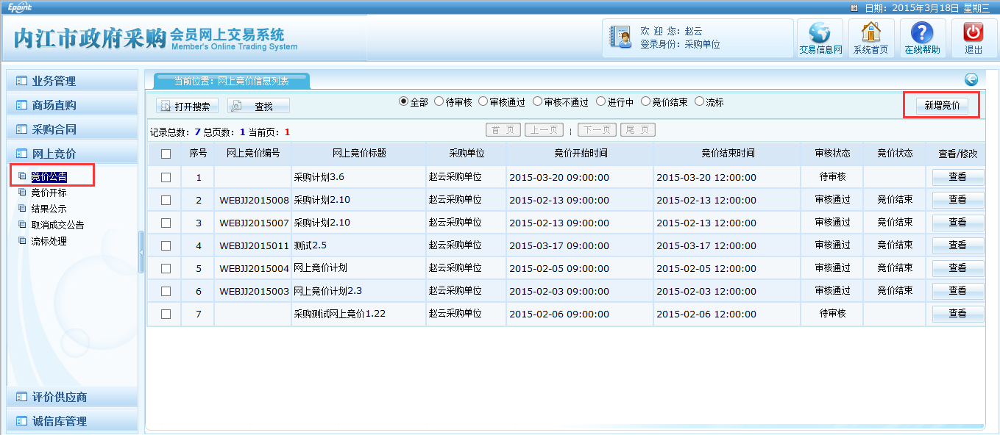 Epoint
日期：2015年3月18日 星期三
内江市政府采购 会员网上交易系统
Member's Online Trading System
欢 迎 您：赵云
登录身份：采购单位
交易信息网 系统首页 在线帮助 退出
业务管理
商场直购
采购合同
网上竞价
竞价公告
竞价开标
结果公示
取消成交公告
流标处理
评价供应商
诚信库管理
当前位置：网上竞价信息列表
打开搜索 查找 全部 待审核 审核通过 审核不通过 进行中 竞价结束 流标 新增竞价
记录总数：7 总页数：1 当前页：1 首 页 上一页 ¦ 下一页 尾 页
序号 网上竞价编号 网上竞价标题 采购单位 竞价开始时间 竞价结束时间 审核状态 竞价状态 查看/修改
1 采购计划3.6 赵云采购单位 2015-03-20 09:00:00 2015-03-20 12:00:00 待审核 查看
2 WEBJJ2015008 采购计划2.10 赵云采购单位 2015-02-13 09:00:00 2015-02-13 12:00:00 审核通过 竞价结束 查看
3 WEBJJ2015007 采购计划2.10 赵云采购单位 2015-02-13 09:00:00 2015-02-13 12:00:00 审核通过 竞价结束 查看
4 WEBJJ2015011 测试2.5 赵云采购单位 2015-03-17 09:00:00 2015-03-17 12:00:00 审核通过 竞价结束 查看
5 WEBJJ2015004 网上竞价计划 赵云采购单位 2015-02-05 09:00:00 2015-02-05 12:00:00 审核通过 竞价结束 查看
6 WEBJJ2015003 网上竞价计划2.3 赵云采购单位 2015-02-03 09:00:00 2015-02-03 12:00:00 审核通过 竞价结束 查看
7 采购测试网上竞价1.22 赵云采购单位 2015-02-06 09:00:00 2015-02-06 12:00:00 待审核 查看